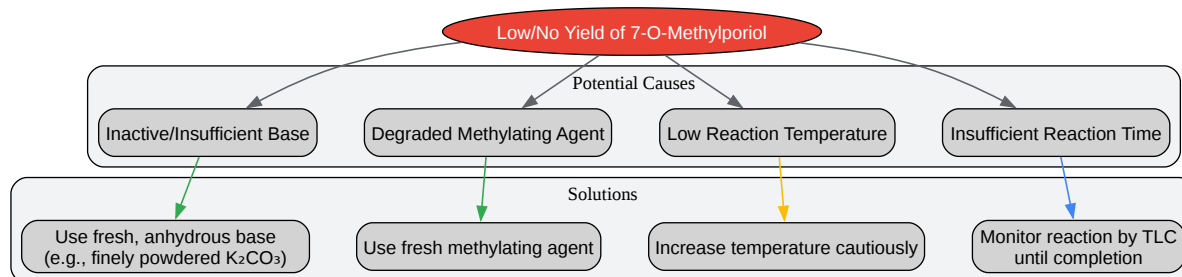 Low/No Yield of 7-O-Methylporiol
Potential Causes
Inactive/Insufficient Base
Degraded Methylating Agent
Low Reaction Temperature
Insufficient Reaction Time
Solutions
Use fresh, anhydrous base
(e.g., finely powdered K₂CO₃)
Use fresh methylating agent
Increase temperature cautiously
Monitor reaction by TLC
until completion